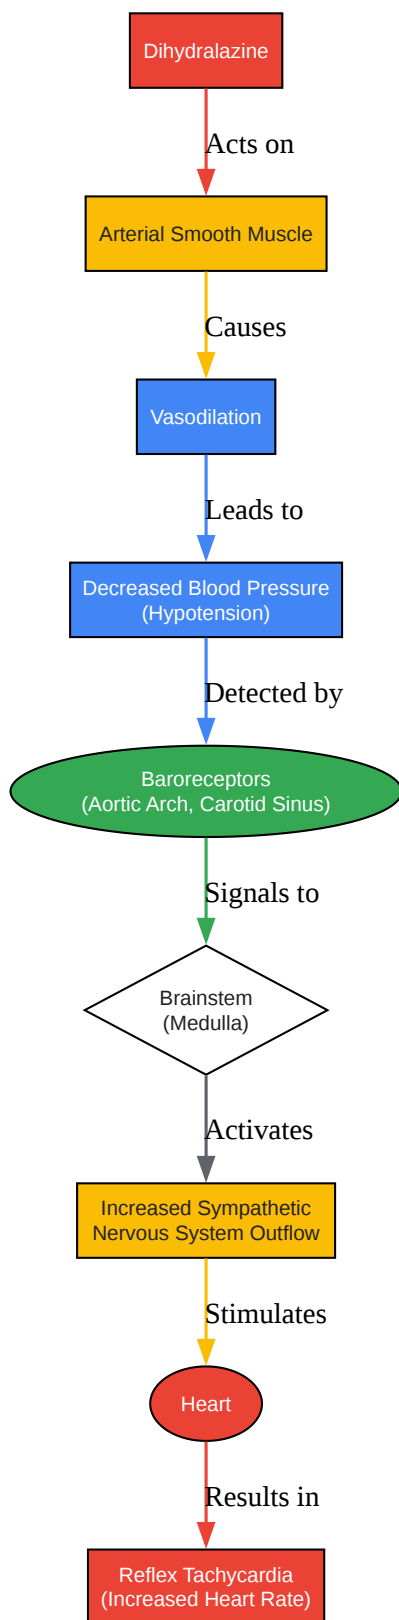 Dihydralazine
Acts on
Arterial Smooth Muscle
Causes
Vasodilation
Leads to
Decreased Blood Pressure
(Hypotension)
Detected by
Baroreceptors
(Aortic Arch, Carotid Sinus)
Signals to
Brainstem
(Medulla)
Activates
Increased Sympathetic
Nervous System Outflow
Stimulates
Heart
Results in
Reflex Tachycardia
(Increased Heart Rate)